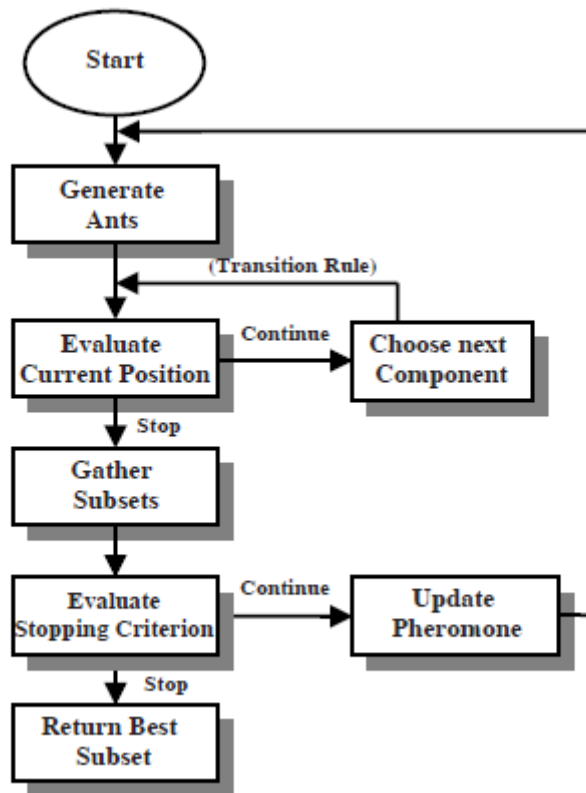 Start
Generate
Ants
(Transition Rule)
Evaluate
Current Position
Continue
Choose next
Component
Stop
Gather
Subsets
Evaluate
Stopping Criterion
Continue
Update
Pheromone
Stop
Return Best
Subset